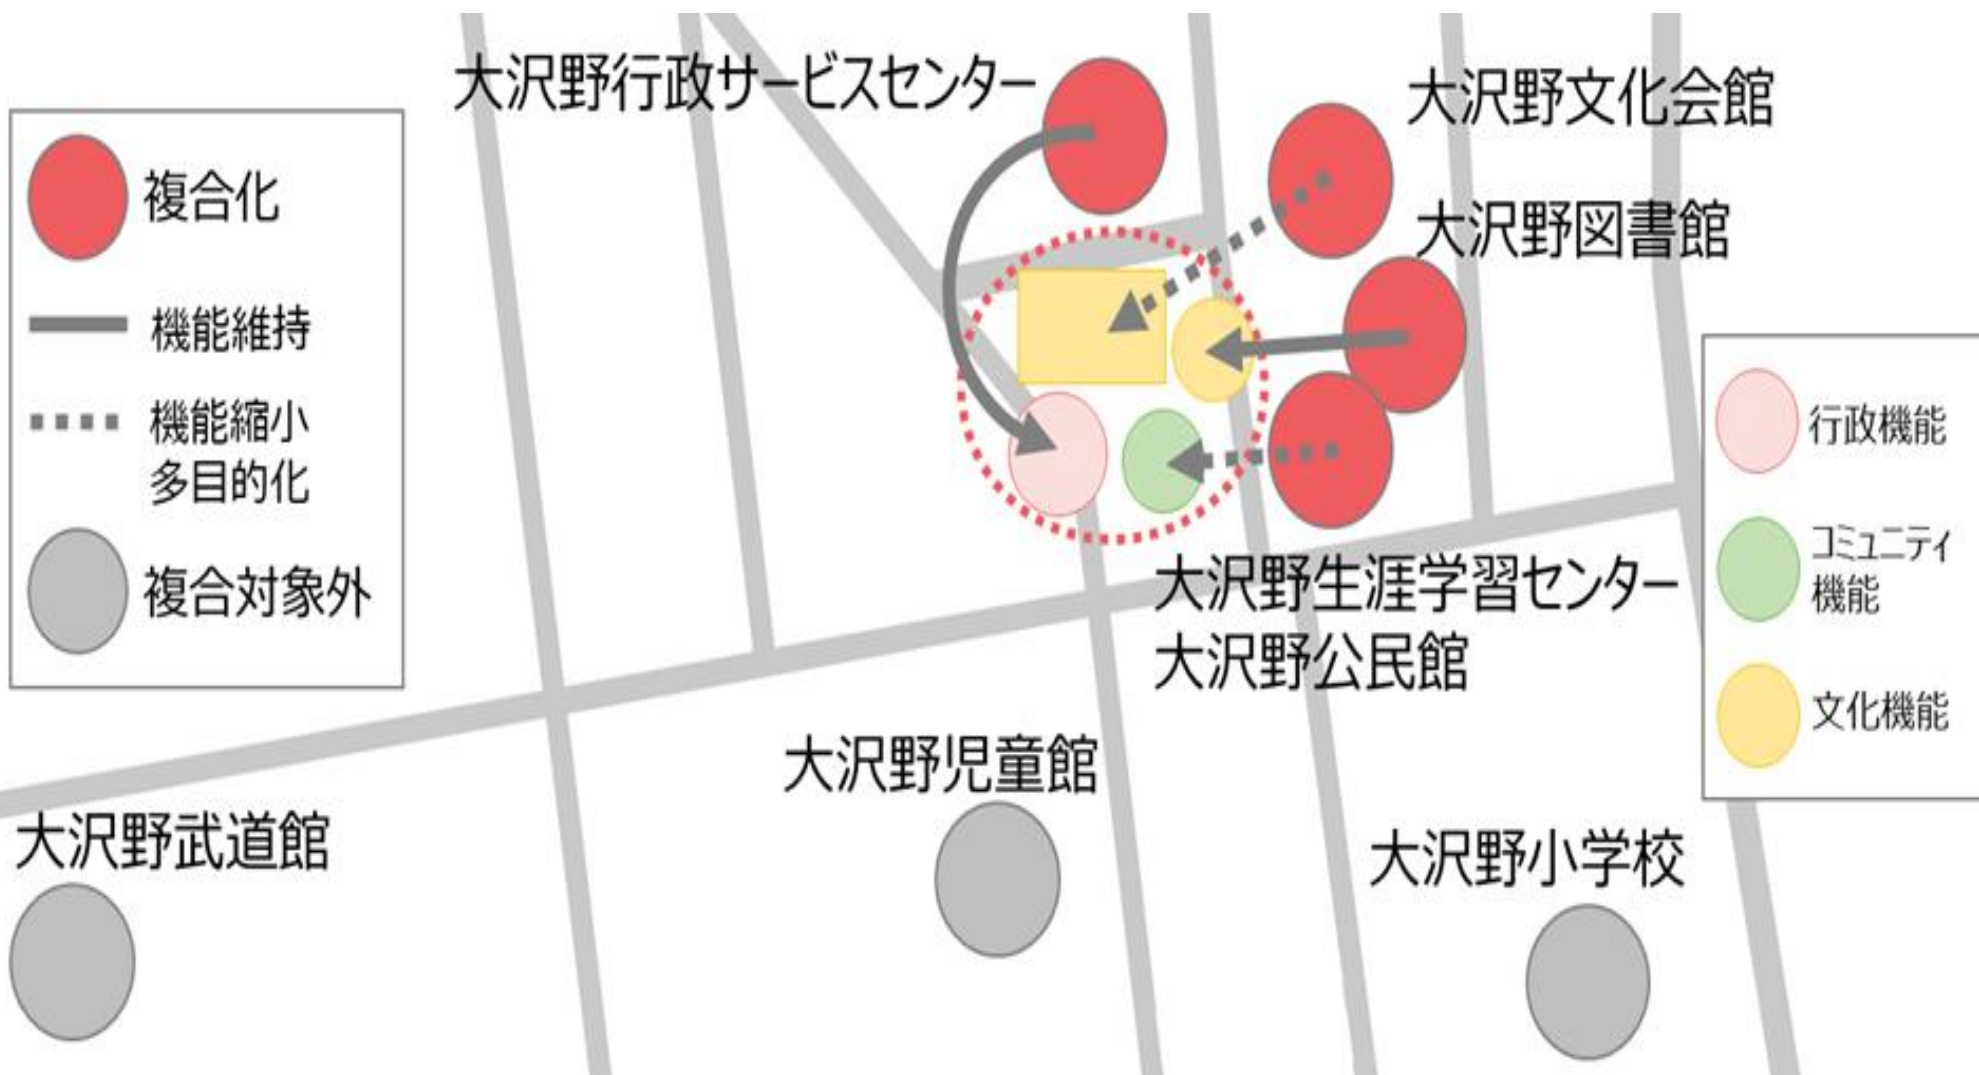 大沢野行政サービスセンター
大沢野文化会館
大沢野図書館
複合化
機能維持
機能縮小
多目的化
複合対象外
行政機能
コミュニティ
機能
文化機能
大沢野生涯学習センター
大沢野公民館
大沢野児童館
大沢野武道館
大沢野小学校